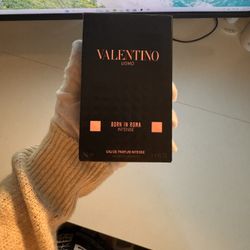 VALENTINO
UOMO
BORN IN ROMA
INTENSE
EAU DE PARFUM INTENSE